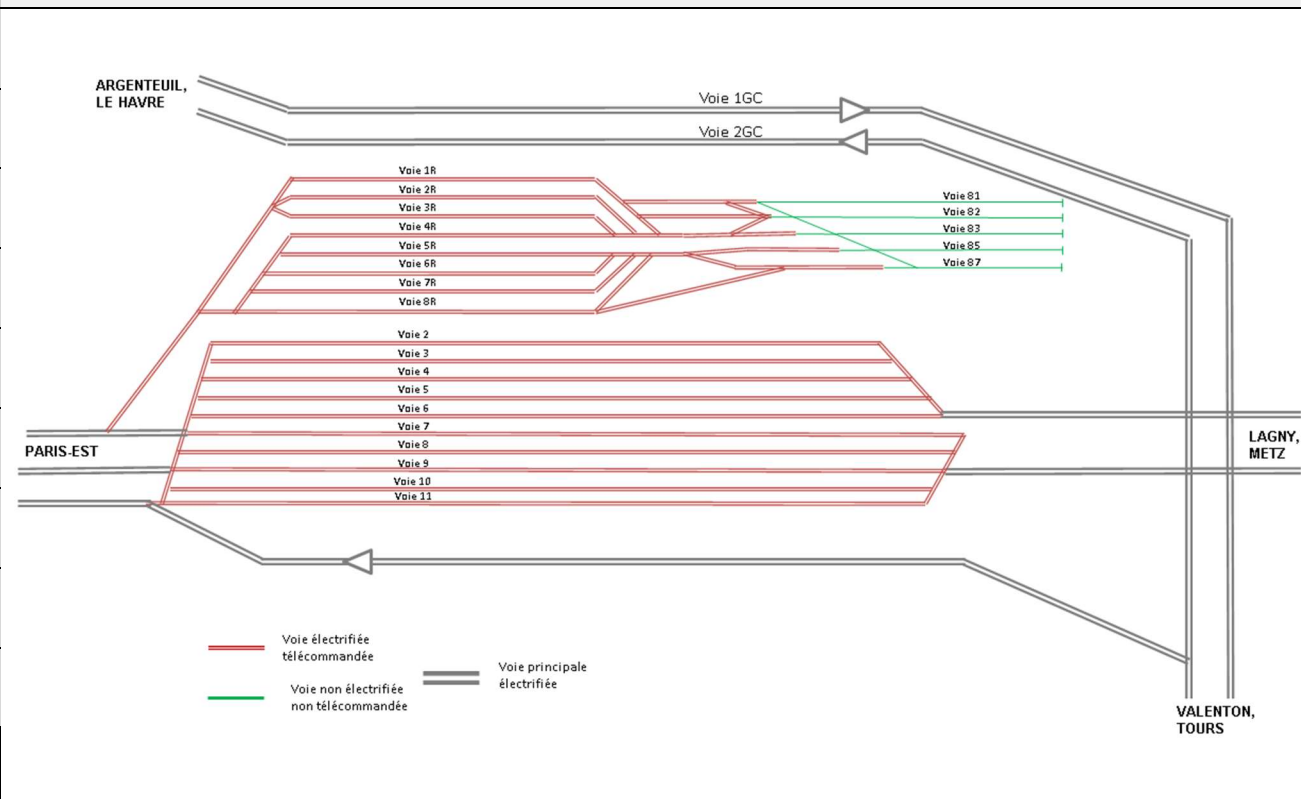 ARGENTEUIL,
LE HAVRE
Voie 1GC
Voie 2GC
Voie 1R
Voie 2R
Voie 3R
Voie 4R
Voie 5R
Voie 6R
Voie 7R
Voie 8R
Voie 81
Voie 82
Voie 83
Voie 85
Voie 87
Voie 2
Voie 3
Voie 4
Voie 5
Voie 6
Voie 7
Voie 8
Voie 9
Voie 10
Voie 11
PARIS-EST
LAGNY,
METZ
Voie électrifiée
télécommandée
Voie non électrifiée
non télécommandée
Voie principale
électrifiée
VALENTON,
TOURS